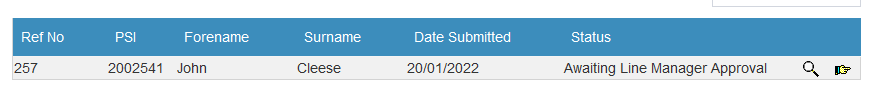 Ref No PSI Forename Surname Date Submitted Status
257 2002541 John Cleese 20/01/2022 Awaiting Line Manager Approval